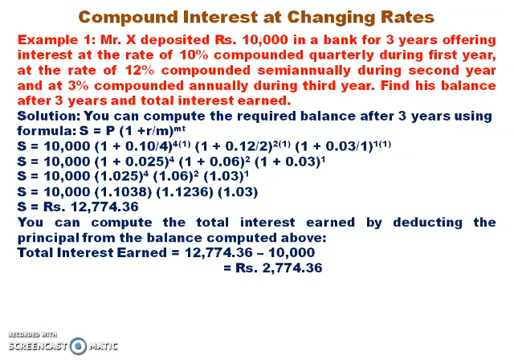 Compound Interest at Changing Rates
Example 1: Mr. X deposited Rs. 10,000 in a bank for 3 years offering
interest at the rate of 10% compounded quarterly during first year,
at the rate of 12% compounded semiannually during second year
and at 3% compounded annually during third year. Find his balance
after 3 years and total interest earned.
Solution: You can compute the required balance after 3 years using
formula: S = P (1 +r/m)ᵐᵗ
S = 10,000 (1 + 0.10/4)⁴⁽¹⁾ (1 + 0.12/2)²⁽¹⁾ (1 + 0.03/1)¹⁽¹⁾
S = 10,000 (1 + 0.025)⁴ (1 + 0.06)² (1 + 0.03)¹
S = 10,000 (1.025)⁴ (1.06)² (1.03)¹
S = 10,000 (1.1038) (1.1236) (1.03)
S = Rs. 12,774.36
You can compute the total interest earned by deducting the
principal from the balance computed above:
Total Interest Earned = 12,774.36 – 10,000
= Rs. 2,774.36
RECORDED WITH
SCREENCAST MATIC